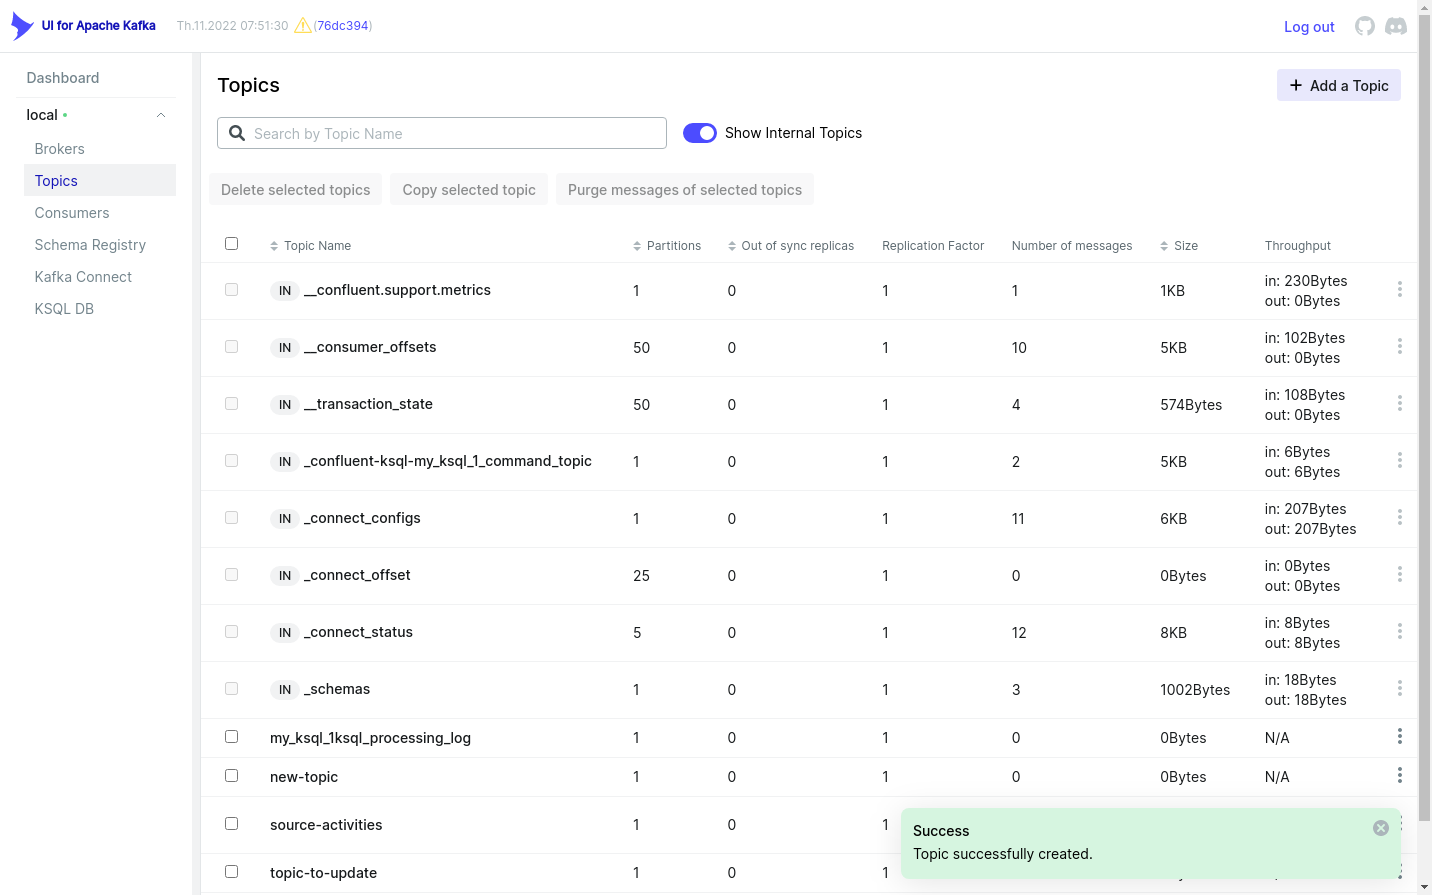 UI for Apache Kafka Th.11.2022 07:51:30 (76dc394) Log out
Dashboard
local
Brokers
Topics
Consumers
Schema Registry
Kafka Connect
KSQL DB
Topics
Add a Topic
Search by Topic Name Show Internal Topics
Delete selected topics Copy selected topic Purge messages of selected topics
Topic Name Partitions Out of sync replicas Replication Factor Number of messages Size Throughput
IN __confluent.support.metrics 1 0 1 1 1KB in: 230Bytes
out: 0Bytes
IN __consumer_offsets 50 0 1 10 5KB in: 102Bytes
out: 0Bytes
IN __transaction_state 50 0 1 4 574Bytes in: 108Bytes
out: 0Bytes
IN _confluent-ksql-my_ksql_1_command_topic 1 0 1 2 5KB in: 6Bytes
out: 6Bytes
IN _connect_configs 1 0 1 11 6KB in: 207Bytes
out: 207Bytes
IN _connect_offset 25 0 1 0 0Bytes in: 0Bytes
out: 0Bytes
IN _connect_status 5 0 1 12 8KB in: 8Bytes
out: 8Bytes
IN _schemas 1 0 1 3 1002Bytes in: 18Bytes
out: 18Bytes
my_ksql_1ksql_processing_log 1 0 1 0 0Bytes N/A
new-topic 1 0 1 0 0Bytes N/A
source-activities 1 0 1
topic-to-update 1 0 1
Success
Topic successfully created.